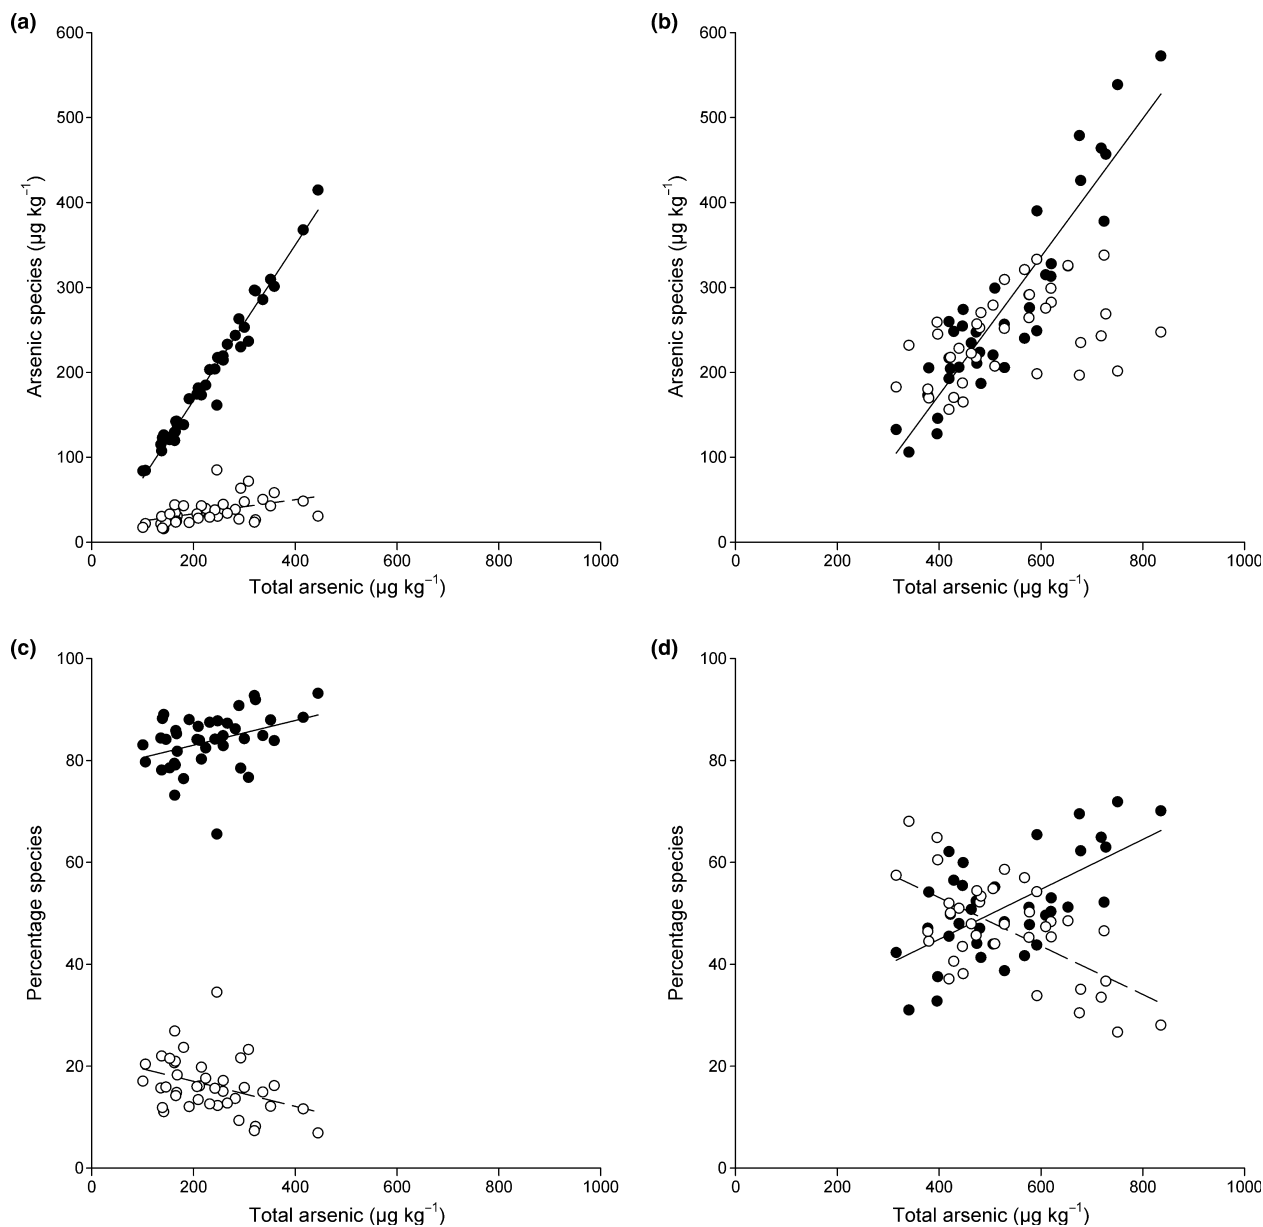 (a)
600
500
400
300
200
100
0
Arsenic species (µg kg⁻¹)
0 200 400 600 800 1000
Total arsenic (µg kg⁻¹)
(b)
600
500
400
300
200
100
0
Arsenic species (µg kg⁻¹)
0 200 400 600 800 1000
Total arsenic (µg kg⁻¹)
(c)
100
80
60
40
20
0
Percentage species
0 200 400 600 800 1000
Total arsenic (µg kg⁻¹)
(d)
100
80
60
40
20
0
Percentage species
0 200 400 600 800 1000
Total arsenic (µg kg⁻¹)